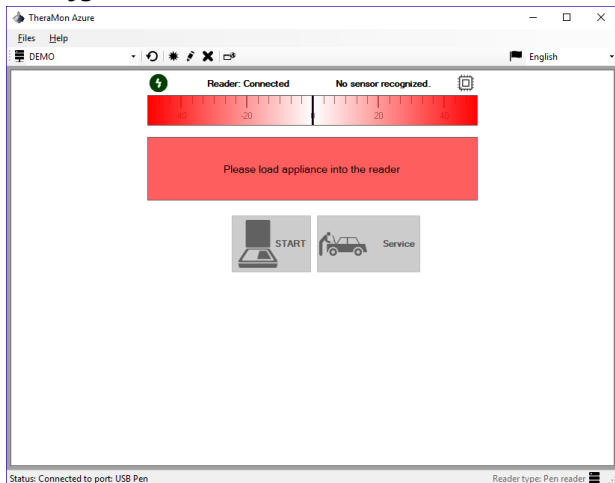 TheraMon Azure
Files Help
DEMO English
Reader: Connected No sensor recognized.
-40 -20 0 20 40
Please load appliance into the reader
START Service
Status: Connected to port: USB Pen Reader type: Pen reader